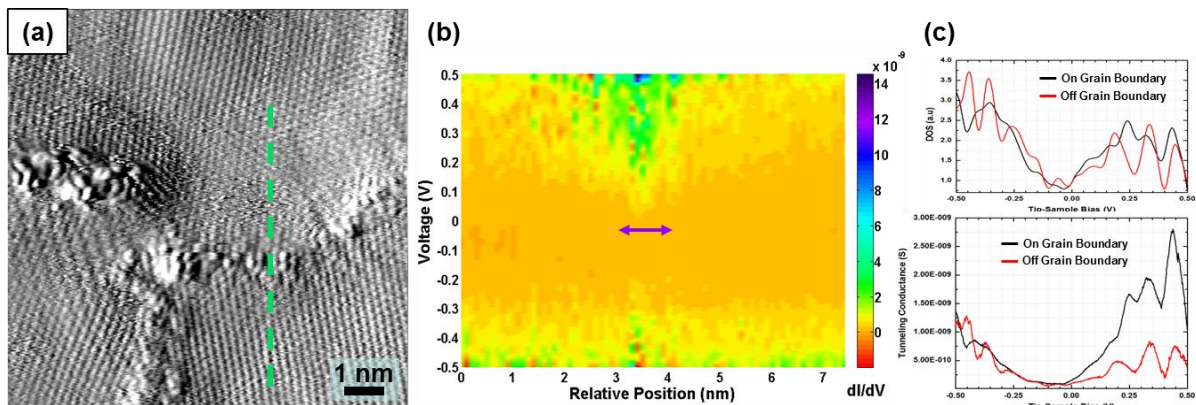 (a)
1 nm
(b)
Voltage (V)
0.5
0.4
0.3
0.2
0.1
0
-0.1
-0.2
-0.3
-0.4
-0.5
0 1 2 3 4 5 6 7
Relative Position (nm)
x 10⁻⁹
14
12
10
8
6
4
2
0
dI/dV
(c)
DOS (a.u)
4.0
3.5
3.0
2.5
2.0
1.5
1.0
On Grain Boundary
Off Grain Boundary
-0.50 -0.25 0.00 0.25 0.50
Tip-Sample Bias (V)
Tunneling Conductance (S)
3.00E-009
2.50E-009
2.00E-009
1.50E-009
1.00E-009
5.00E-010
On Grain Boundary
Off Grain Boundary
-0.50 -0.25 0.00 0.25 0.50
Tip-Sample Bias (V)